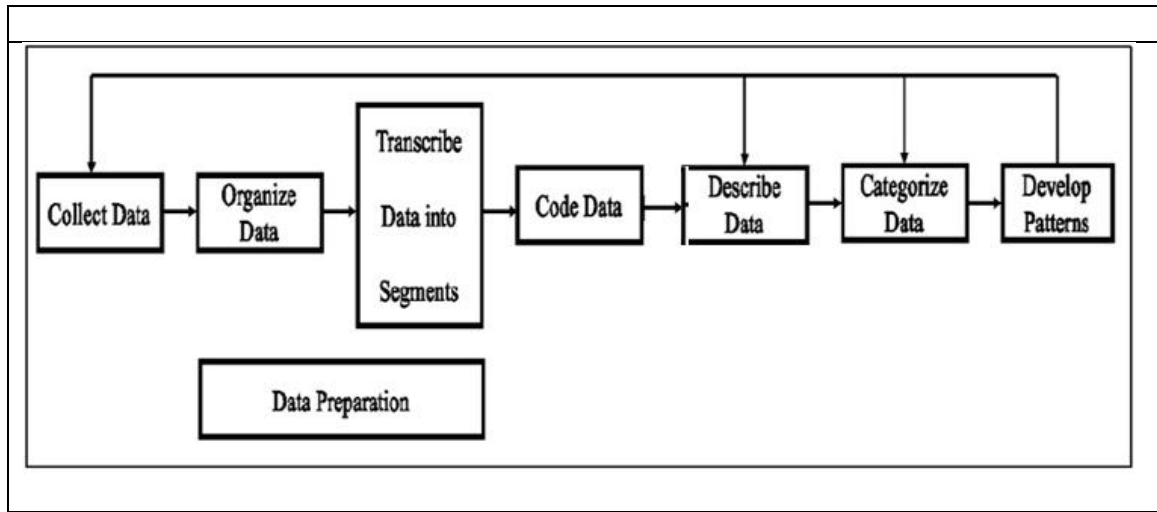 Collect Data
Organize
Data
Transcribe
Data into
Segments
Code Data
Describe
Data
Categorize
Data
Develop
Patterns
Data Preparation